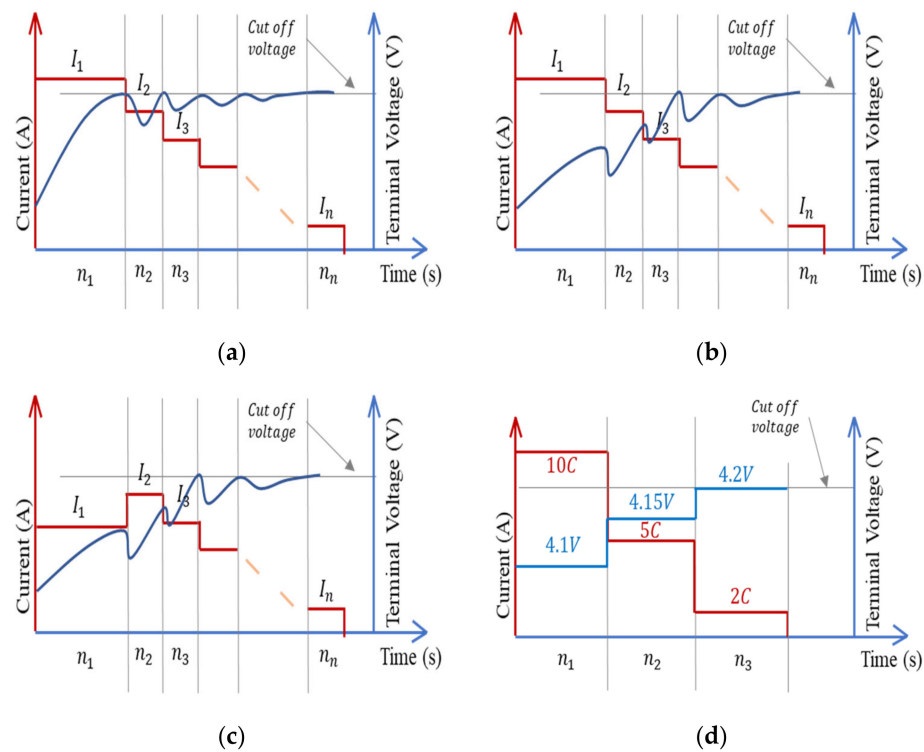 Current (A)
I1
I2
I3
In
Cut off
voltage
Terminal Voltage (V)
n1
n2
n3
nn
Time (s)
(a)
Current (A)
I1
I2
I3
In
Cut off
voltage
Terminal Voltage (V)
n1
n2
n3
nn
Time (s)
(b)
Current (A)
I1
I2
I3
In
Cut off
voltage
Terminal Voltage (V)
n1
n2
n3
nn
Time (s)
(c)
Current (A)
10C
4.1V
4.15V
5C
4.2V
2C
Cut off
voltage
Terminal Voltage (V)
n1
n2
n3
Time (s)
(d)